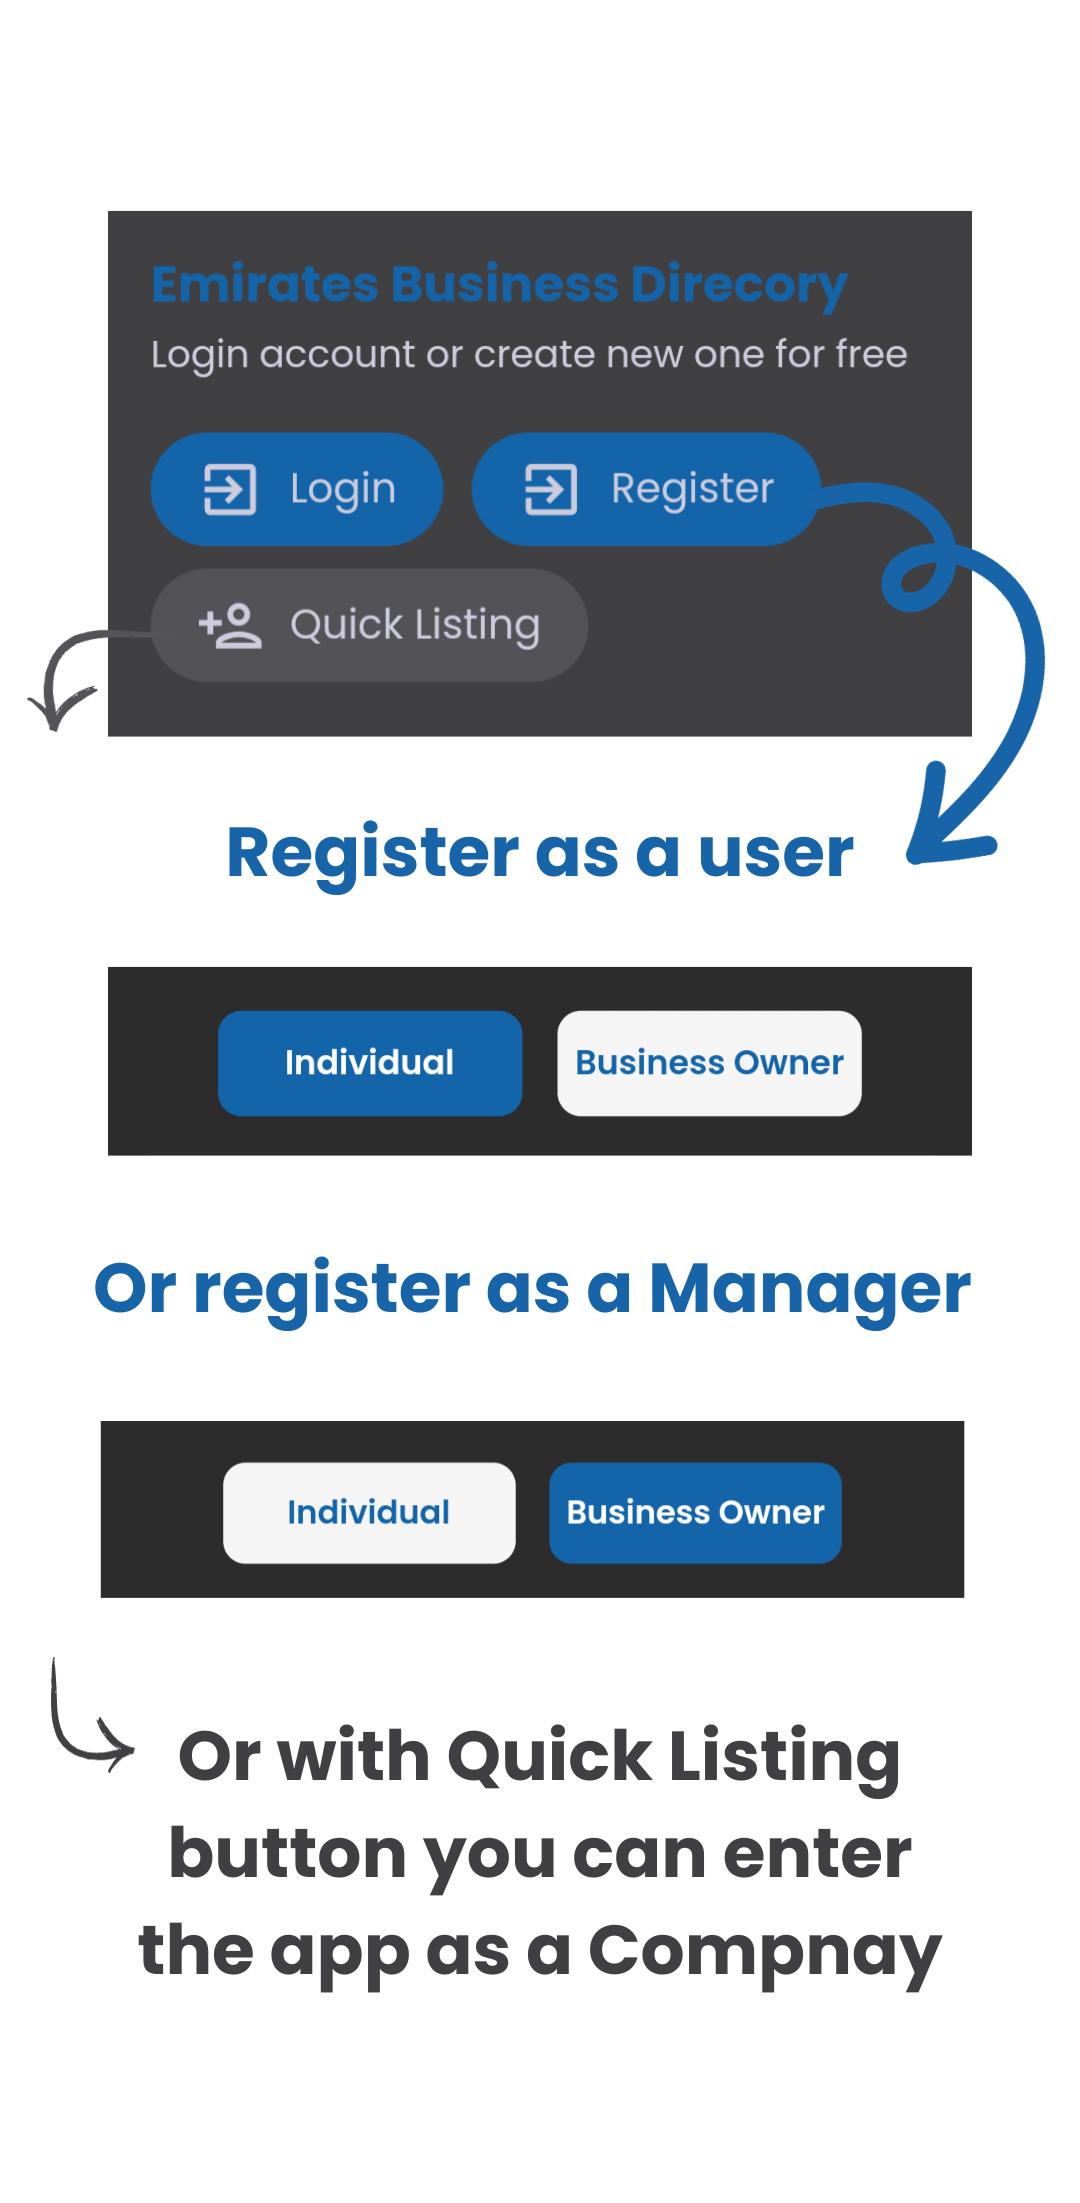 Emirates Business Direcory
Login account or create new one for free
Login
Register
Quick Listing
Register as a user
Individual
Business Owner
Or register as a Manager
Individual
Business Owner
Or with Quick Listing
button you can enter
the app as a Compnay